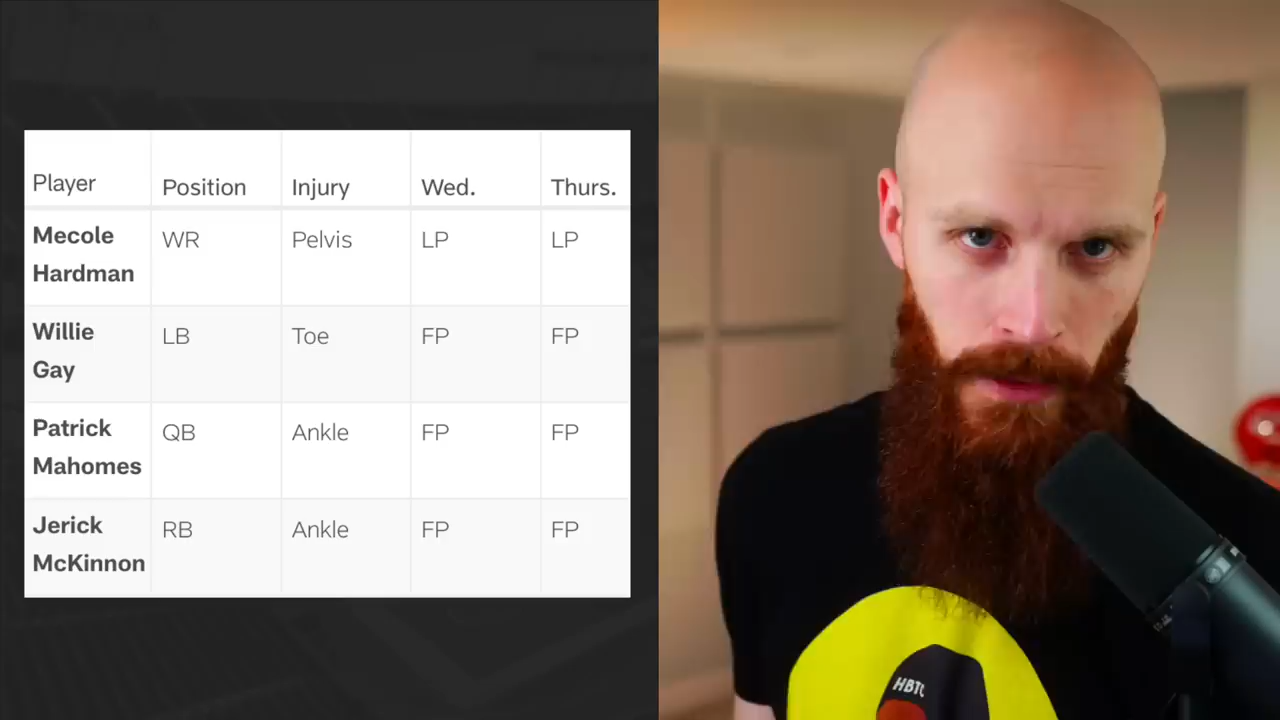 Player Position Injury Wed. Thurs.
Mecole Hardman WR Pelvis LP LP
Willie Gay LB Toe FP FP
Patrick Mahomes QB Ankle FP FP
Jerick McKinnon RB Ankle FP FP
HBTC